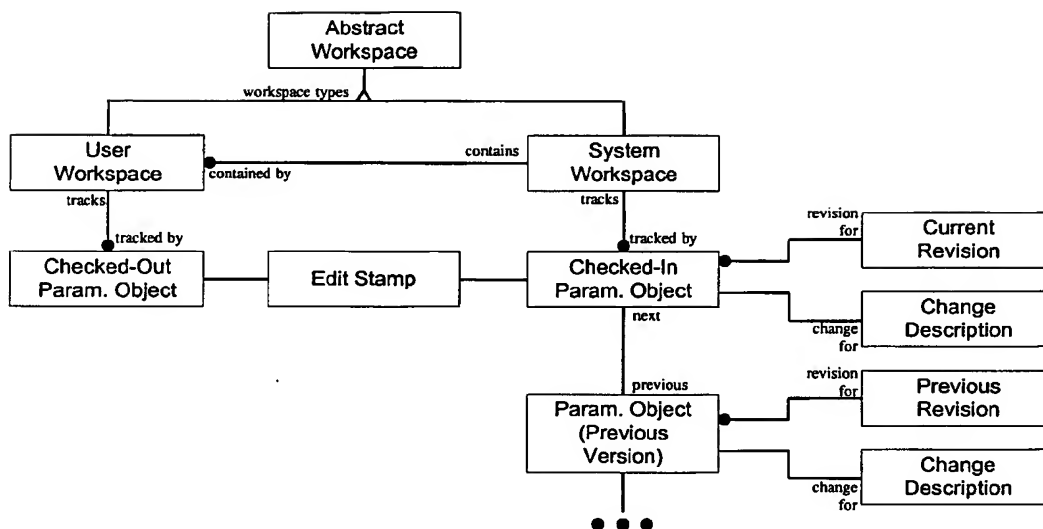 Abstract
Workspace
workspace types
User
Workspace
contains
contained by
System
Workspace
tracks
tracks
tracked by
tracked by
Checked-Out
Param. Object
Edit Stamp
Checked-In
Param. Object
revision
for
Current
Revision
next
change
for
Change
Description
previous
revision
for
Previous
Revision
Param. Object
(Previous
Version)
change
for
Change
Description